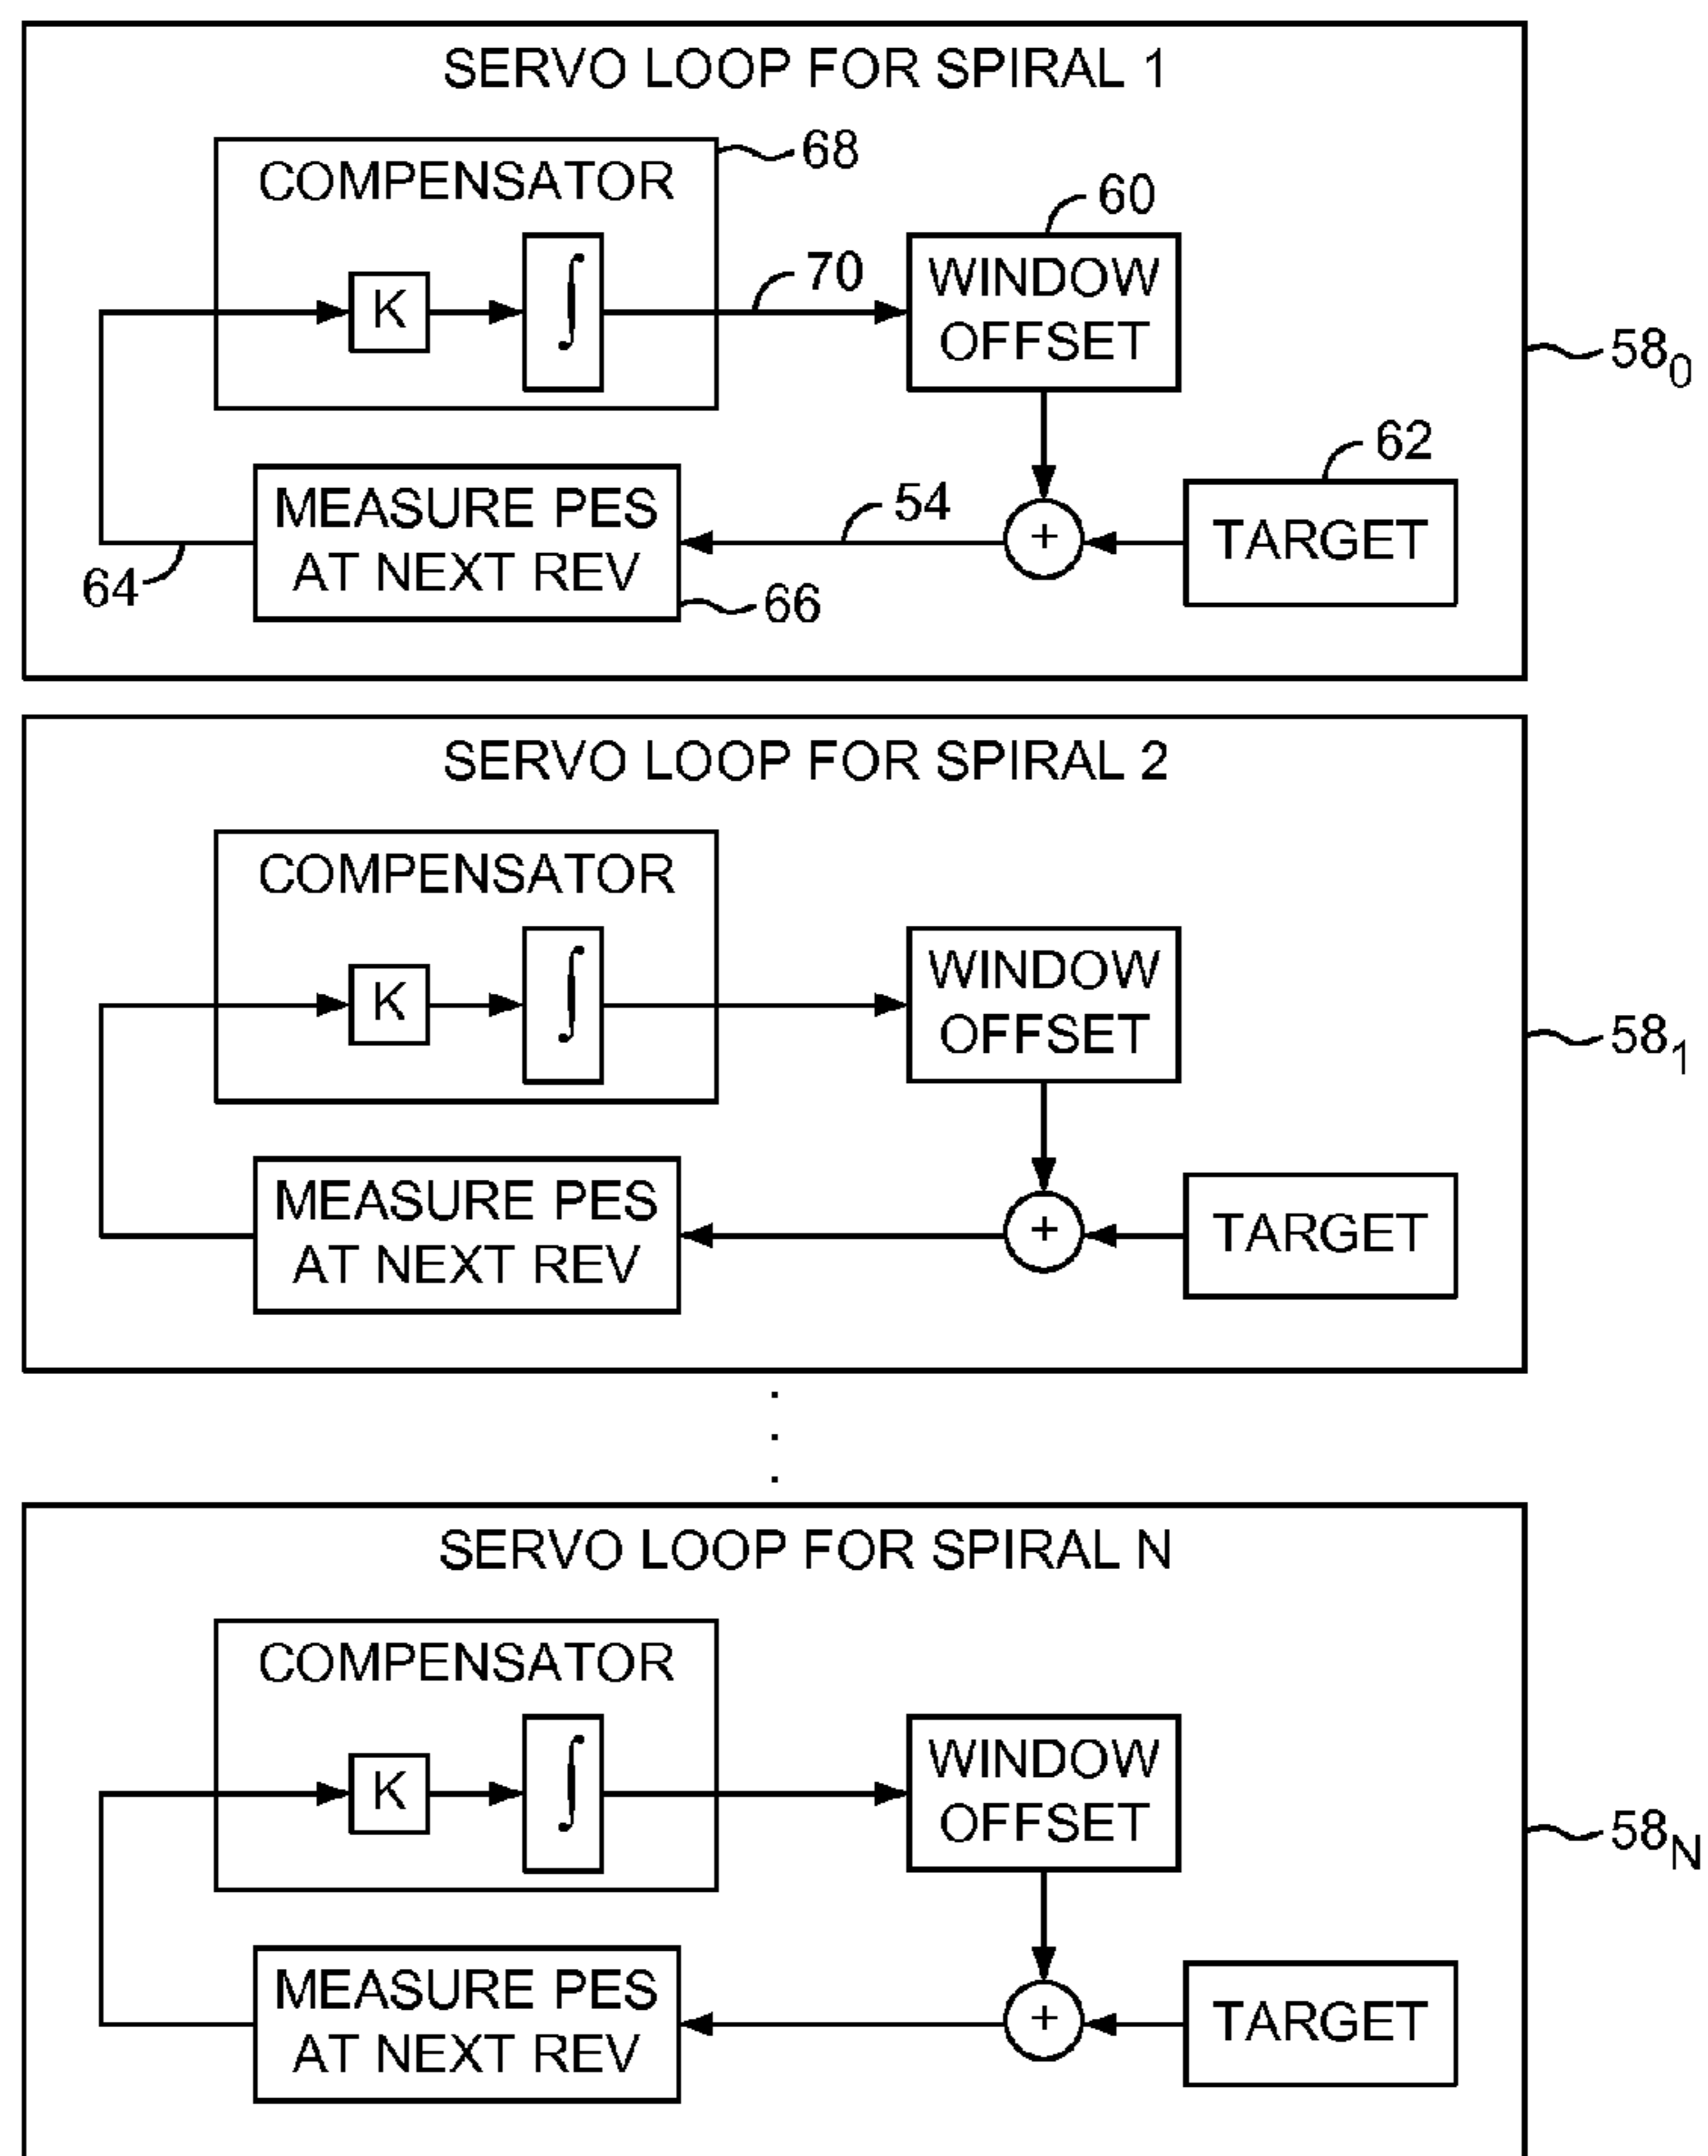 SERVO LOOP FOR SPIRAL 1
COMPENSATOR
68
60
K
∫
70
WINDOW
OFFSET
58₀
62
MEASURE PES
AT NEXT REV
54
+
TARGET
64
66
SERVO LOOP FOR SPIRAL 2
COMPENSATOR
K
∫
WINDOW
OFFSET
58₁
MEASURE PES
AT NEXT REV
+
TARGET
SERVO LOOP FOR SPIRAL N
COMPENSATOR
K
∫
WINDOW
OFFSET
58N
MEASURE PES
AT NEXT REV
+
TARGET